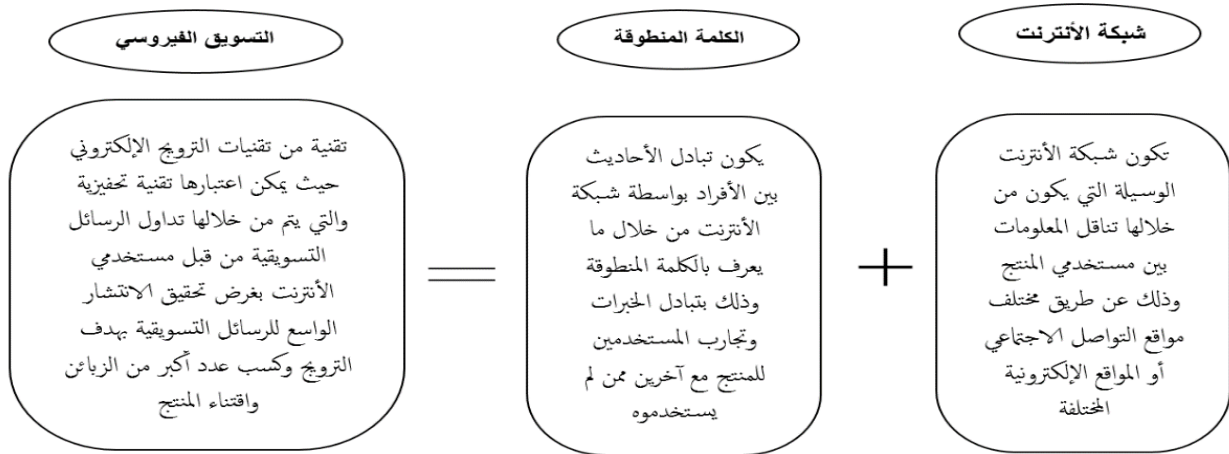 شبكة الأنترنت
الكلمة المنطوقة
التسويق الفيروسي
تكون شبكة الأنترنت
الوسيلة التي يكون من
خلالها تناقل المعلومات
بين مستخدمي المنتج
وذلك عن طريق مختلف
مواقع التواصل الاجتماعي
أو المواقع الإلكترونية
المختلفة
+
يكون تبادل الأحاديث
بين الأفراد بواسطة شبكة
الأنترنت من خلال ما
يعرف بالكلمة المنطوقة
وذلك بتبادل الخبرات
وتجارب المستخدمين
للمنتج مع آخرين ممن لم
يستخدموه
=
تقنية من تقنيات الترويج الإلكتروني
حيث يمكن اعتبارها تقنية تحفيزية
والتي يتم من خلالها تداول الرسائل
التسويقية من قبل مستخدمي
الأنترنت بغرض تحقيق الانتشار
الواسع للرسائل التسويقية بهدف
الترويج وكسب عدد أكبر من الزبائن
واقتناء المنتج